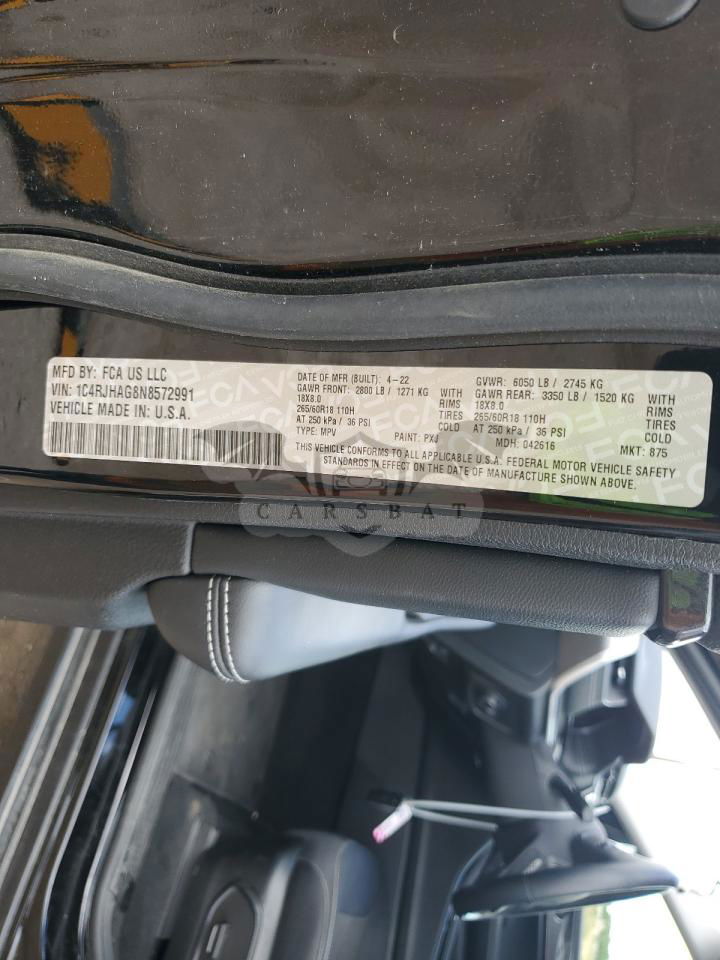 MFD BY: FCA US LLC
VIN: 1C4RJHAG8N8572991
VEHICLE MADE IN: U.S.A.
DATE OF MFR (BUILT): 4-22 GVWR: 6050 LB / 2745 KG
GAWR FRONT: 2800 LB / 1271 KG WITH GAWR REAR: 3350 LB / 1520 KG WITH
18X8.0 RIMS 18X8.0 RIMS
265/60R18 110H TIRES 265/60R18 110H TIRES
AT 250 kPa / 36 PSI COLD AT 250 kPa / 36 PSI COLD
TYPE: MPV PAINT: PXJ MDH: 042616 MKT: 875
THIS VEHICLE CONFORMS TO ALL APPLICABLE U.S.A. FEDERAL MOTOR VEHICLE SAFETY
STANDARDS IN EFFECT ON THE DATE OF MANUFACTURE SHOWN ABOVE.
CARSBAT